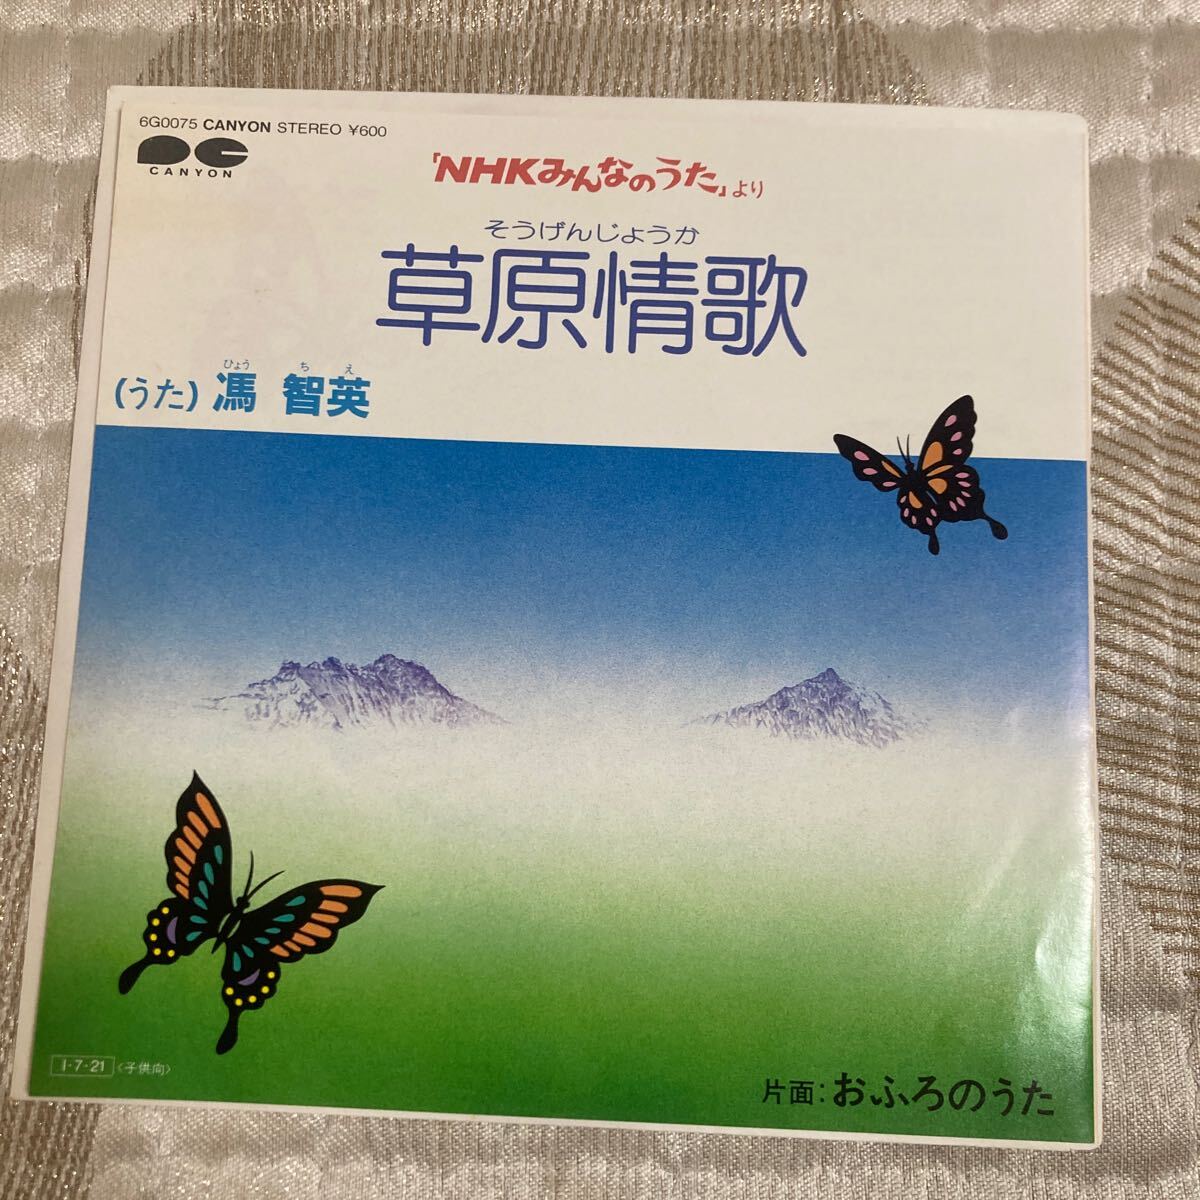 6G0075 CANYON STEREO ¥600
CANYON
「NHKみんなのうた」より
そうげんじょうか
草原情歌
ひょう ち え
(うた) 馮 智英
I・7・21 〈子供向〉
片面:おふろのうた